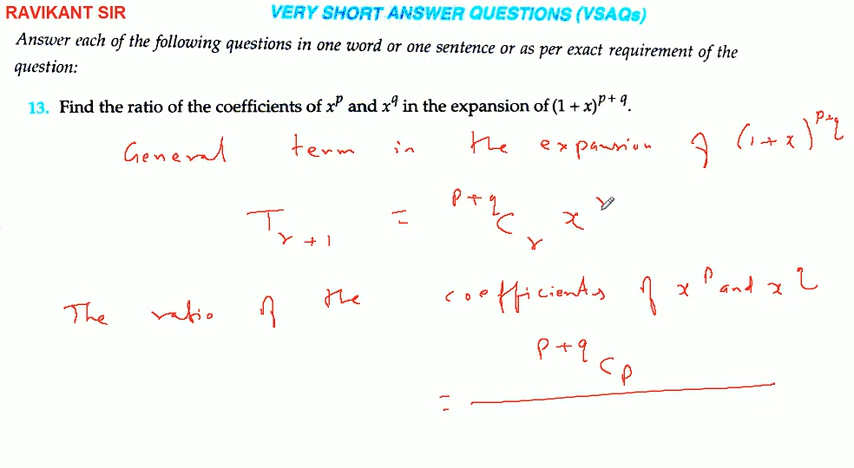 RAVIKANT SIR
VERY SHORT ANSWER QUESTIONS (VSAQs)
Answer each of the following questions in one word or one sentence or as per exact requirement of the
question:
13. Find the ratio of the coefficients of x^p and x^q in the expansion of (1 + x)^{p + q}.
General term in the expansion of (1+x)^{p+q}
T_{r+1} = ^{p+q}C_r x^r
The ratio of the coefficients of x^p and x^q
= ^{p+q}C_p